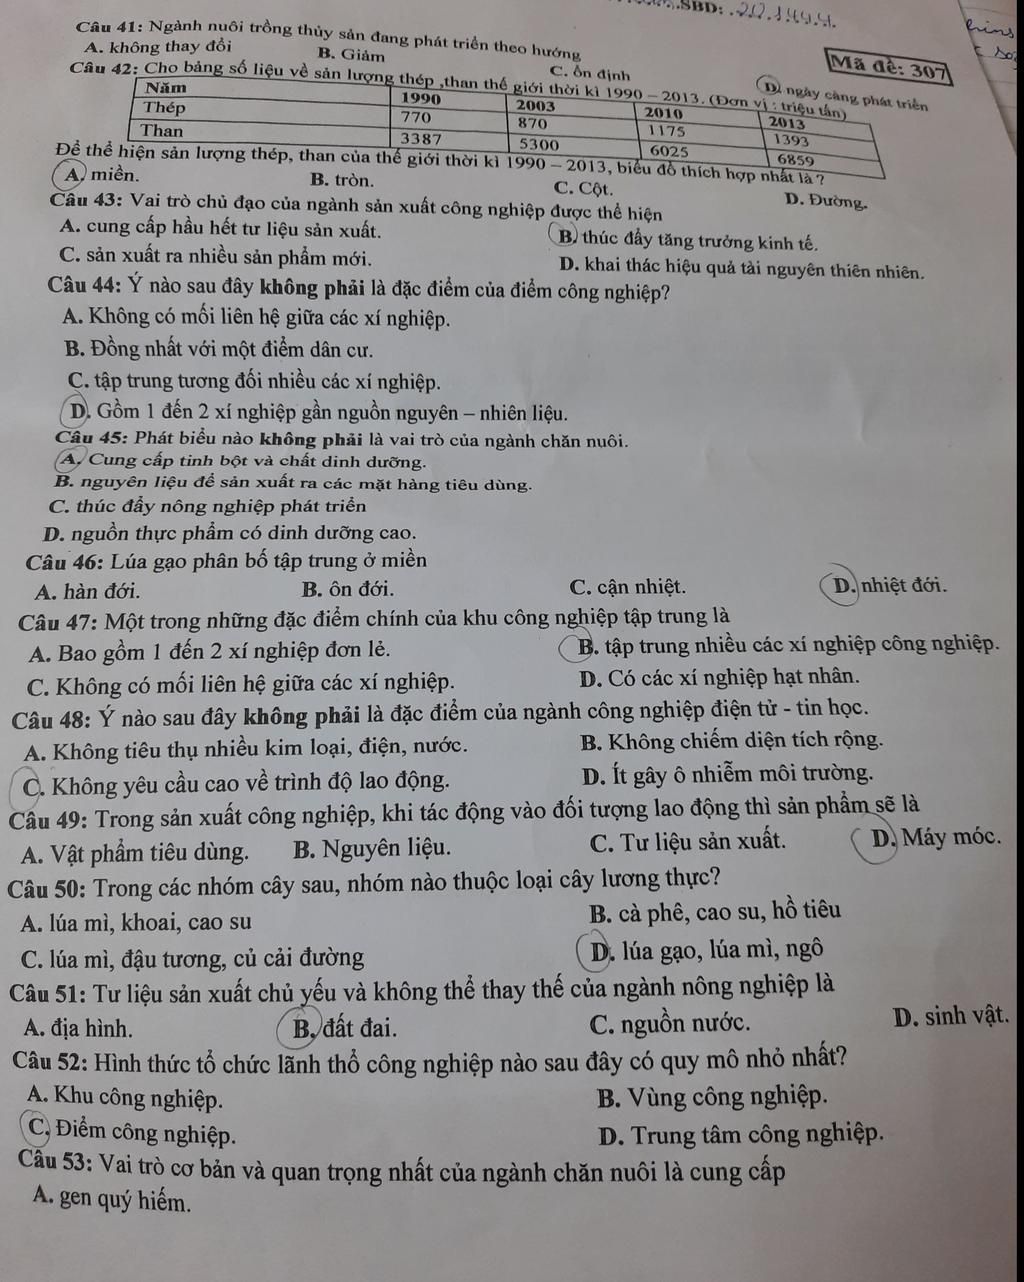 SBD: . 212.1444.
Câu 41: Ngành nuôi trồng thủy sản đang phát triển theo hướng
A. không thay đổi B. Giảm C. ổn định D. ngày càng phát triển
Mã đề: 307
Câu 42: Cho bảng số liệu về sản lượng thép ,than thế giới thời kì 1990 – 2013. (Đơn vị : triệu tấn)
Năm 1990 2003 2010 2013
Thép 770 870 1175 1393
Than 3387 5300 6025 6859
Để thể hiện sản lượng thép, than của thế giới thời kì 1990 – 2013, biểu đồ thích hợp nhất là ?
A. miền. B. tròn. C. Cột. D. Đường.
Câu 43: Vai trò chủ đạo của ngành sản xuất công nghiệp được thể hiện
A. cung cấp hầu hết tư liệu sản xuất. B. thúc đẩy tăng trưởng kinh tế.
C. sản xuất ra nhiều sản phẩm mới. D. khai thác hiệu quả tài nguyên thiên nhiên.
Câu 44: Ý nào sau đây không phải là đặc điểm của điểm công nghiệp?
A. Không có mối liên hệ giữa các xí nghiệp.
B. Đồng nhất với một điểm dân cư.
C. tập trung tương đối nhiều các xí nghiệp.
D. Gồm 1 đến 2 xí nghiệp gần nguồn nguyên – nhiên liệu.
Câu 45: Phát biểu nào không phải là vai trò của ngành chăn nuôi.
A. Cung cấp tinh bột và chất dinh dưỡng.
B. nguyên liệu để sản xuất ra các mặt hàng tiêu dùng.
C. thúc đẩy nông nghiệp phát triển
D. nguồn thực phẩm có dinh dưỡng cao.
Câu 46: Lúa gạo phân bố tập trung ở miền
A. hàn đới. B. ôn đới. C. cận nhiệt. D. nhiệt đới.
Câu 47: Một trong những đặc điểm chính của khu công nghiệp tập trung là
A. Bao gồm 1 đến 2 xí nghiệp đơn lẻ. B. tập trung nhiều các xí nghiệp công nghiệp.
C. Không có mối liên hệ giữa các xí nghiệp. D. Có các xí nghiệp hạt nhân.
Câu 48: Ý nào sau đây không phải là đặc điểm của ngành công nghiệp điện tử - tin học.
A. Không tiêu thụ nhiều kim loại, điện, nước. B. Không chiếm diện tích rộng.
C. Không yêu cầu cao về trình độ lao động. D. Ít gây ô nhiễm môi trường.
Câu 49: Trong sản xuất công nghiệp, khi tác động vào đối tượng lao động thì sản phẩm sẽ là
A. Vật phẩm tiêu dùng. B. Nguyên liệu. C. Tư liệu sản xuất. D. Máy móc.
Câu 50: Trong các nhóm cây sau, nhóm nào thuộc loại cây lương thực?
A. lúa mì, khoai, cao su B. cà phê, cao su, hồ tiêu
C. lúa mì, đậu tương, củ cải đường D. lúa gạo, lúa mì, ngô
Câu 51: Tư liệu sản xuất chủ yếu và không thể thay thế của ngành nông nghiệp là
A. địa hình. B. đất đai. C. nguồn nước. D. sinh vật.
Câu 52: Hình thức tổ chức lãnh thổ công nghiệp nào sau đây có quy mô nhỏ nhất?
A. Khu công nghiệp. B. Vùng công nghiệp.
C. Điểm công nghiệp. D. Trung tâm công nghiệp.
Câu 53: Vai trò cơ bản và quan trọng nhất của ngành chăn nuôi là cung cấp
A. gen quý hiếm.